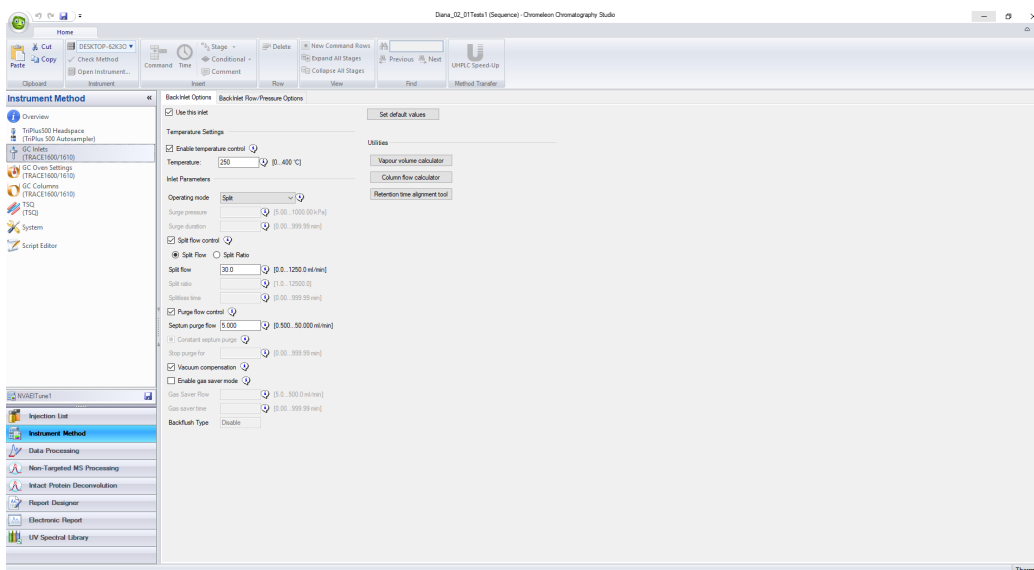 Diana_02_01Tests1 (Sequence) - Chromeleon Chromatography Studio
Home
Paste
Cut
Copy
Clipboard
DESKTOP-62K3O
Check Method
Open Instrument...
Instrument
Command
Time
Stage
Conditional
Comment
Insert
Delete
Row
New Command Rows
Expand All Stages
Collapse All Stages
View
Previous
Next
Find
UHPLC Speed-Up
Method Transfer
Instrument Method
Overview
TriPlus500 Headspace
(TriPlus 500 Autosampler)
GC Inlets
(TRACE1600/1610)
GC Oven Settings
(TRACE1600/1610)
GC Columns
(TRACE1600/1610)
TSQ
(TSQ)
System
Script Editor
NVAEITune1
Injection List
Instrument Method
Data Processing
Non-Targeted MS Processing
Intact Protein Deconvolution
Report Designer
Electronic Report
UV Spectral Library
BackInlet Options BackInlet Flow/Pressure Options
Use this inlet
Set default values
Temperature Settings
Enable temperature control
Temperature: 250 [0...400 °C]
Utilities
Vapour volume calculator
Column flow calculator
Retention time alignment tool
Inlet Parameters
Operating mode Split
Surge pressure [5.00...1000.00 kPa]
Surge duration [0.00...999.99 min]
Split flow control
Split Flow Split Ratio
Split flow 30.0 [0.0...1250.0 ml/min]
Split ratio [1.0...12500.0]
Splitless time [0.00...999.99 min]
Purge flow control
Septum purge flow 5.000 [0.500...50.000 ml/min]
Constant septum purge
Stop purge for [0.00...999.99 min]
Vacuum compensation
Enable gas saver mode
Gas Saver Flow [5.0...500.0 ml/min]
Gas saver time [0.00...999.99 min]
Backflush Type Disable